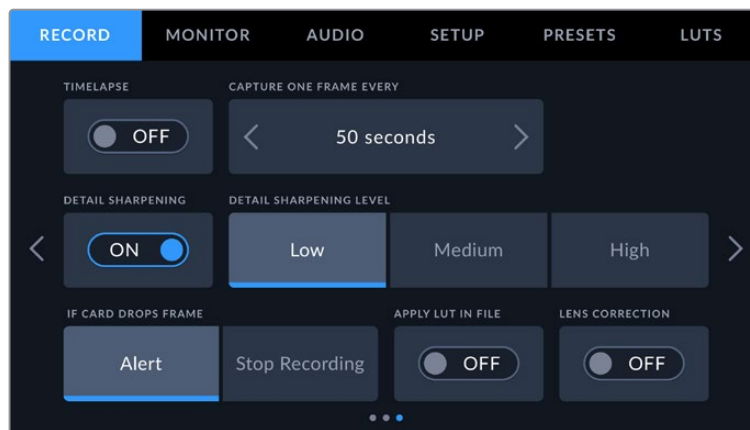 RECORD MONITOR AUDIO SETUP PRESETS LUTS
TIMELAPSE CAPTURE ONE FRAME EVERY
OFF 50 seconds
DETAIL SHARPENING DETAIL SHARPENING LEVEL
ON Low Medium High
IF CARD DROPS FRAME APPLY LUT IN FILE LENS CORRECTION
Alert Stop Recording OFF OFF